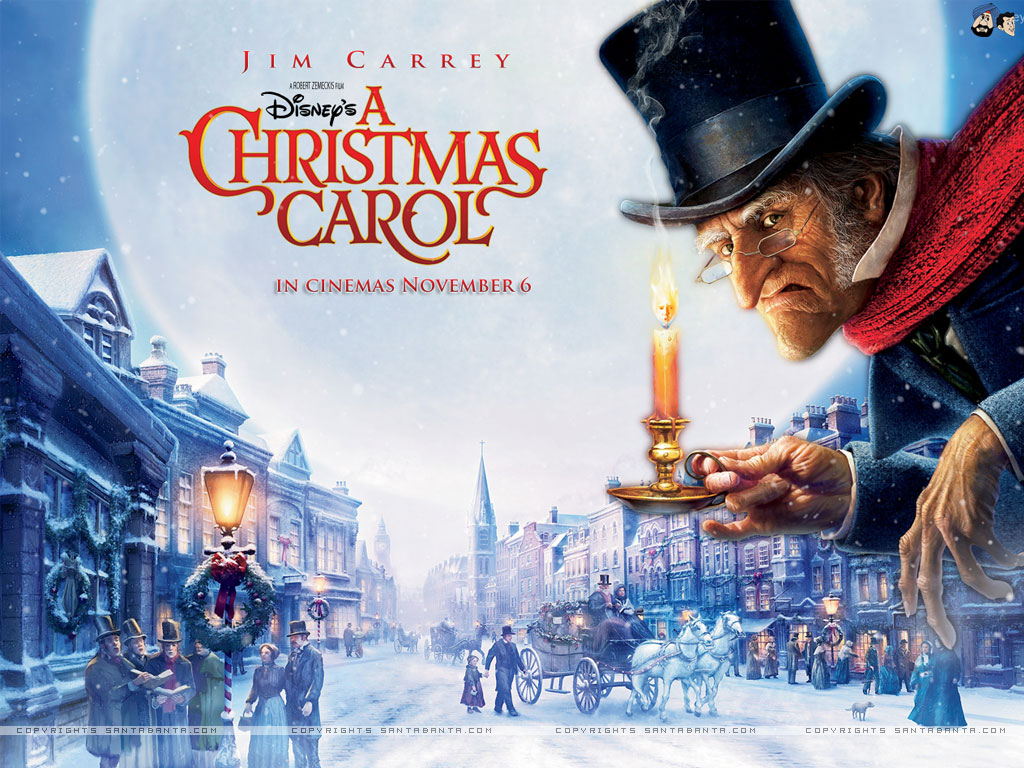 JIM CARREY
A ROBERT ZEMECKIS FILM
DISNEY'S A
CHRISTMAS
CAROL
IN CINEMAS NOVEMBER 6
COPYRIGHTS SANTABANTA.COM COPYRIGHTS SANTABANTA.COM COPYRIGHTS SANTABANTA.COM COPYRIGHTS SANTABANTA.COM